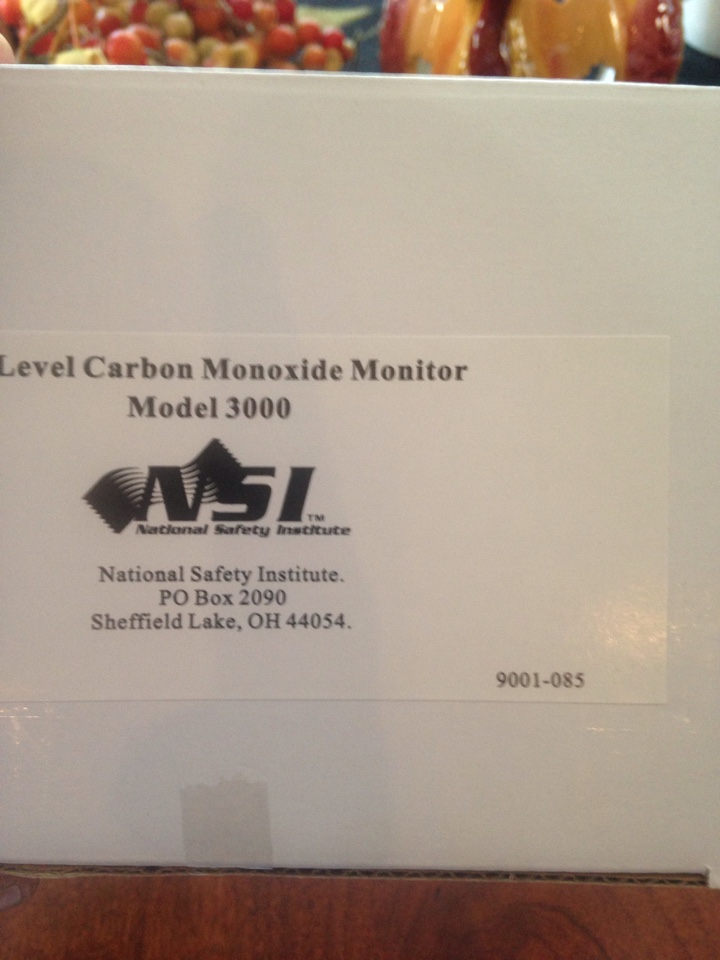 Level Carbon Monoxide Monitor
Model 3000
NSI™
National Safety Institute
National Safety Institute.
PO Box 2090
Sheffield Lake, OH 44054.
9001-085